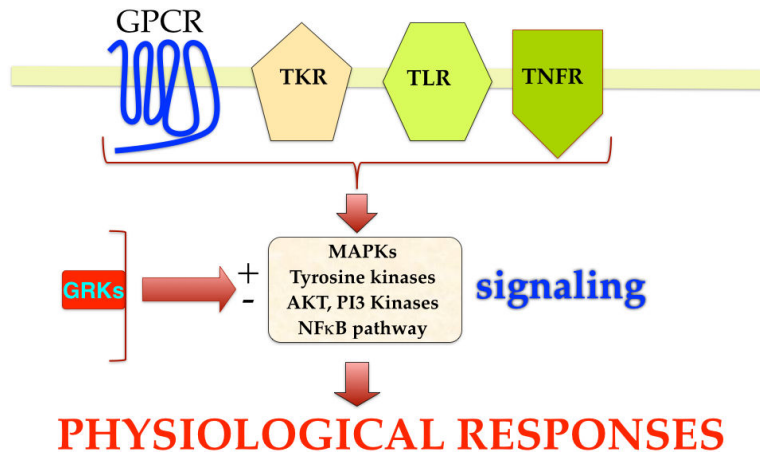 GPCR
TKR
TLR
TNFR
MAPKs
Tyrosine kinases
AKT, PI3 Kinases
NFκB pathway
GRKs
+
-
signaling
PHYSIOLOGICAL RESPONSES